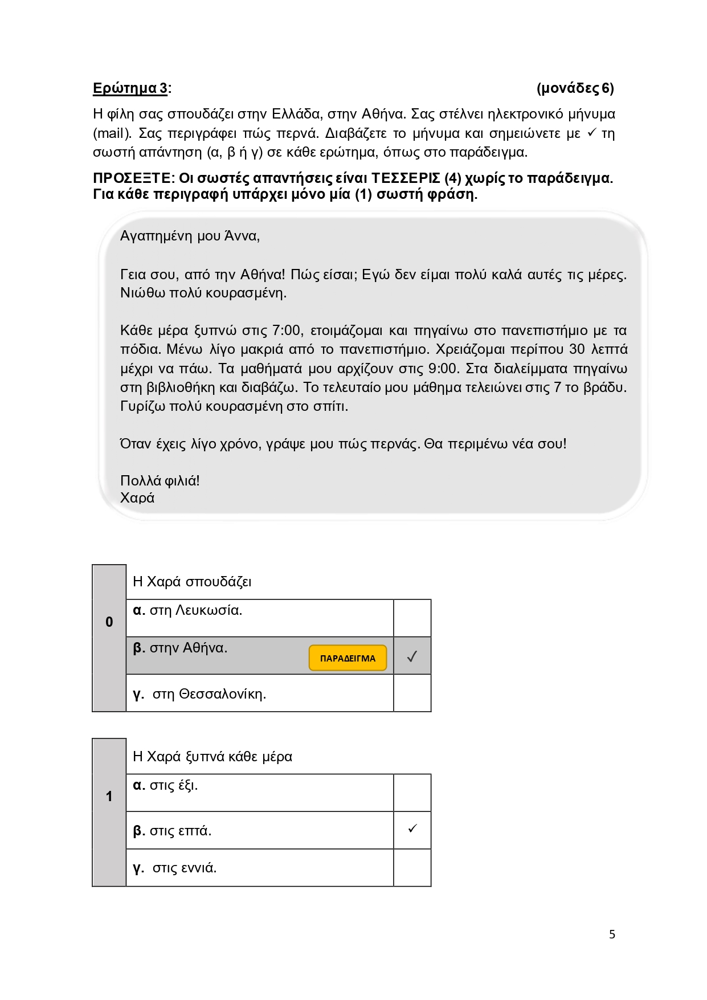 Ερώτημα 3: (μονάδες 6)
Η φίλη σας σπουδάζει στην Ελλάδα, στην Αθήνα. Σας στέλνει ηλεκτρονικό μήνυμα
(mail). Σας περιγράφει πώς περνά. Διαβάζετε το μήνυμα και σημειώνετε με ✓ τη
σωστή απάντηση (α, β ή γ) σε κάθε ερώτημα, όπως στο παράδειγμα.
ΠΡΟΣΕΞΤΕ: Οι σωστές απαντήσεις είναι ΤΕΣΣΕΡΙΣ (4) χωρίς το παράδειγμα.
Για κάθε περιγραφή υπάρχει μόνο μία (1) σωστή φράση.
Αγαπημένη μου Άννα,
Γεια σου, από την Αθήνα! Πώς είσαι; Εγώ δεν είμαι πολύ καλά αυτές τις μέρες.
Νιώθω πολύ κουρασμένη.
Κάθε μέρα ξυπνώ στις 7:00, ετοιμάζομαι και πηγαίνω στο πανεπιστήμιο με τα
πόδια. Μένω λίγο μακριά από το πανεπιστήμιο. Χρειάζομαι περίπου 30 λεπτά
μέχρι να πάω. Τα μαθήματά μου αρχίζουν στις 9:00. Στα διαλείμματα πηγαίνω
στη βιβλιοθήκη και διαβάζω. Το τελευταίο μου μάθημα τελειώνει στις 7 το βράδυ.
Γυρίζω πολύ κουρασμένη στο σπίτι.
Όταν έχεις λίγο χρόνο, γράψε μου πώς περνάς. Θα περιμένω νέα σου!
Πολλά φιλιά!
Χαρά
Η Χαρά σπουδάζει
0
α. στη Λευκωσία.
β. στην Αθήνα. ΠΑΡΑΔΕΙΓΜΑ ✓
γ. στη Θεσσαλονίκη.
Η Χαρά ξυπνά κάθε μέρα
1
α. στις έξι.
β. στις επτά. ✓
γ. στις εννιά.
5